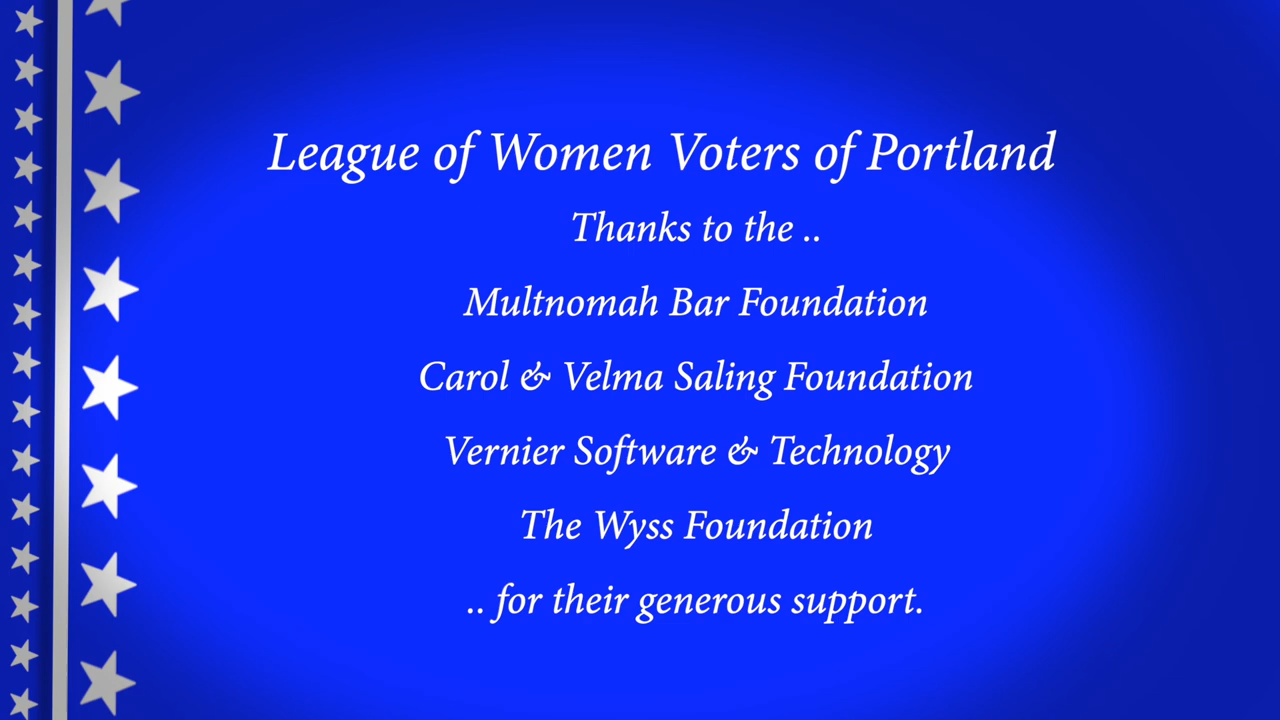 League of Women Voters of Portland
Thanks to the ..
Multnomah Bar Foundation
Carol & Velma Saling Foundation
Vernier Software & Technology
The Wyss Foundation
.. for their generous support.